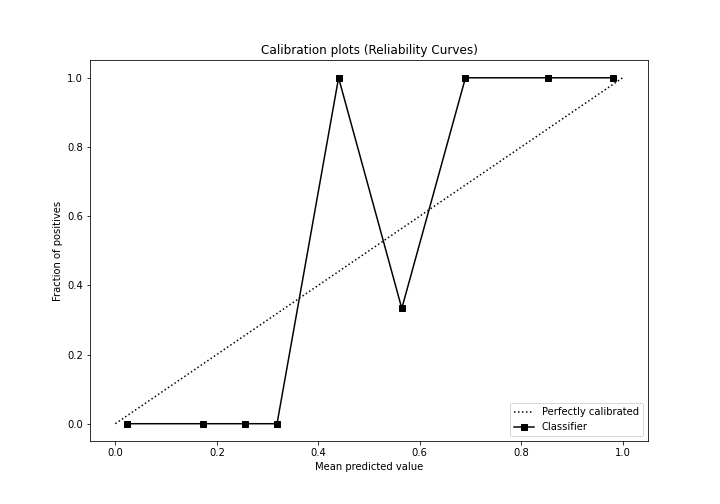 Calibration plots (Reliability Curves)
1.0
0.8
0.6
0.4
0.2
0.0
Fraction of positives
0.0 0.2 0.4 0.6 0.8 1.0
Mean predicted value
Perfectly calibrated
Classifier